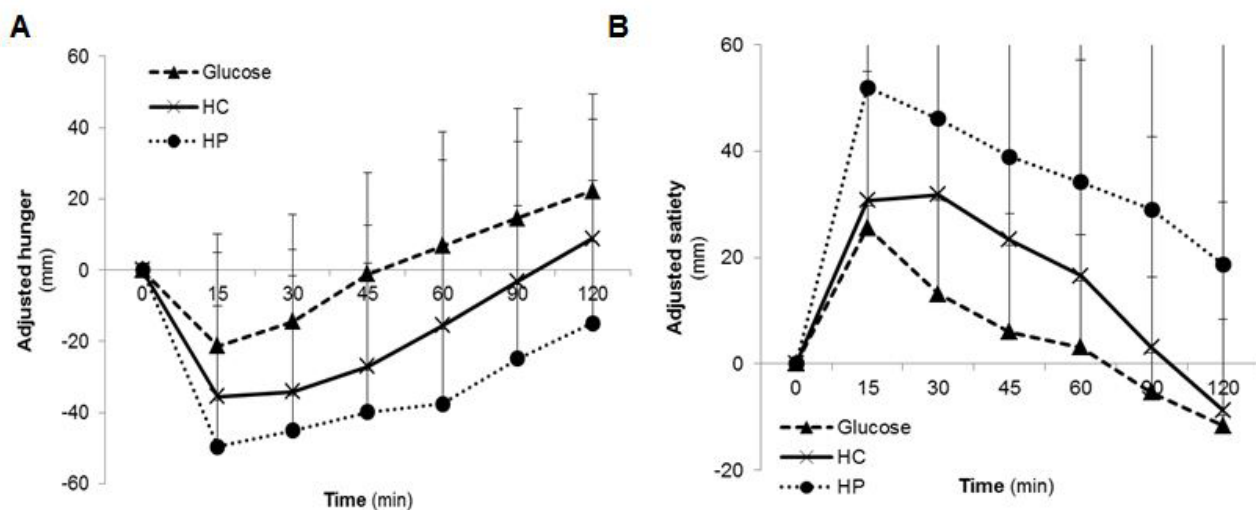 A
60
40
20
0
-20
-40
-60
Adjusted hunger
(mm)
Glucose
HC
HP
0 15 30 45 60 90 120
Time (min)
B
60
40
20
0
-20
Adjusted satiety
(mm)
0 15 30 45 60 90 120
Glucose
HC
HP
Time (min)